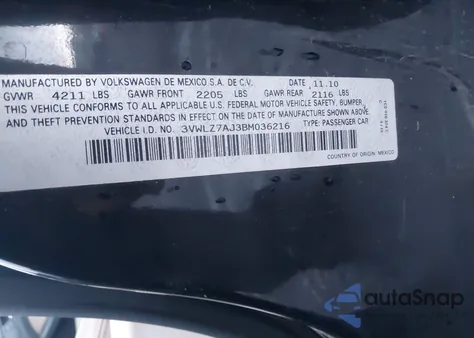 MANUFACTURED BY VOLKSWAGEN DE MEXICO S.A. DE C.V. DATE 11.10
GVWR 4211 LBS GAWR FRONT 2205 LBS GAWR REAR 2116 LBS
THIS VEHICLE CONFORMS TO ALL APPLICABLE U.S. FEDERAL MOTOR VEHICLE SAFETY, BUMPER,
AND THEFT PREVENTION STANDARDS IN EFFECT ON THE DATE OF MANUFACTURE SHOWN ABOVE.
VEHICLE I.D. NO. 3VWLZ7AJ3BM036216 TYPE: PASSENGER CAR
COUNTRY OF ORIGIN: MEXICO
autoSnap